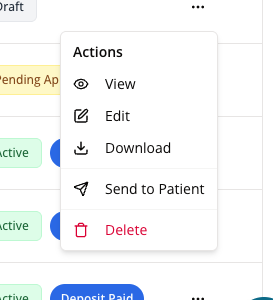 Draft
Actions
Pending Ap
View
Edit
Active
Download
Send to Patient
Active
Delete
Active
Deposit Paid